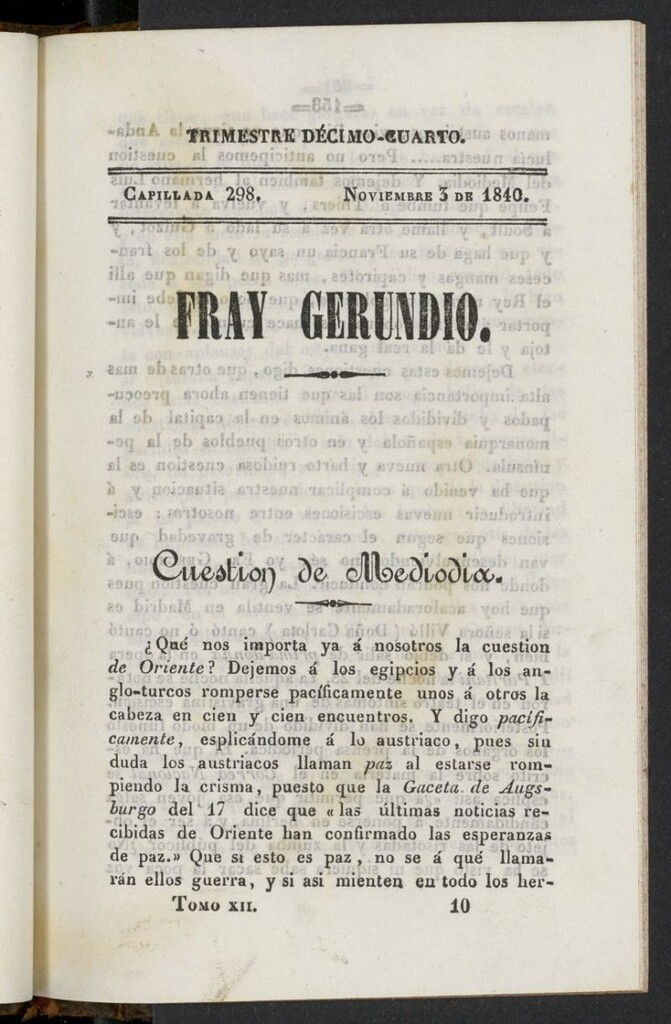 TRIMESTRE DÉCIMO-CUARTO.
CAPILLADA 298. NOVIEMBRE 3 DE 1840.
FRAY GERUNDIO.
Cuestion de Mediodia.
¿Qué nos importa ya á nosotros la cuestion
de Oriente? Dejemos á los egipcios y á los an-
glo-turcos romperse pacíficamente unos á otros la
cabeza en cien y cien encuentros. Y digo pacífi-
camente, esplicándome á lo austriaco, pues sin
duda los austriacos llaman paz al estarse rom-
piendo la crisma, puesto que la Gaceta de Augs-
burgo del 17 dice que «las últimas noticias re-
cibidas de Oriente han confirmado las esperanzas
de paz.» Que si esto es paz, no se á qué llama-
rán ellos guerra, y si asi mienten en todo los her-
TOMO XII. 10